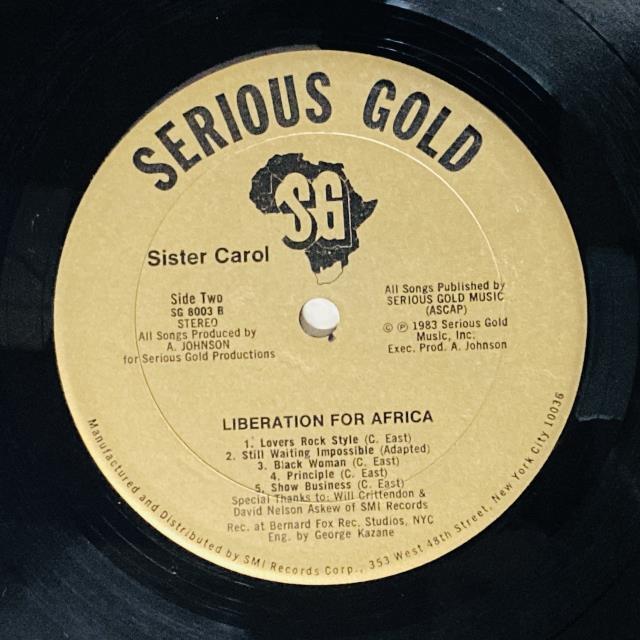 SERIOUS GOLD
SG
Sister Carol
Side Two
SG 8003 B
STEREO
All Songs Produced by
A. JOHNSON
for Serious Gold Productions
All Songs Published by
SERIOUS GOLD MUSIC
(ASCAP)
© ℗ 1983 Serious Gold
Music, Inc.
Exec. Prod. A. Johnson
LIBERATION FOR AFRICA
1. Lovers Rock Style (C. East)
2. Still Waiting Impossible (Adapted)
3. Black Woman (C. East)
4. Principle (C. East)
5. Show Business (C. East)
Special Thanks to: Will Crittendon &
David Nelson Askew of SMI Records
Rec. at Bernard Fox Rec. Studios, NYC
Eng. by George Kazane
Manufactured and Distributed by SMI Records Corp., 353 West 48th Street, New York City 10036